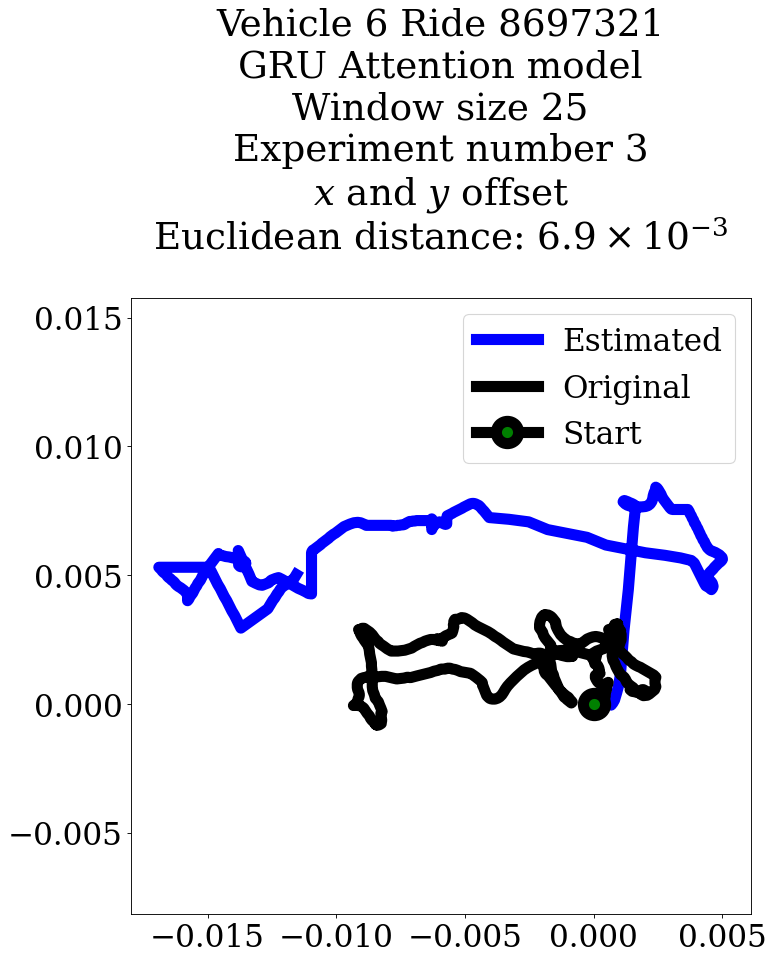 Vehicle 6 Ride 8697321
GRU Attention model
Window size 25
Experiment number 3
x and y offset
Euclidean distance: 6.9 × 10⁻³
Estimated
Original
Start
0.015
0.010
0.005
0.000
−0.005
−0.015 −0.010 −0.005 0.000 0.005